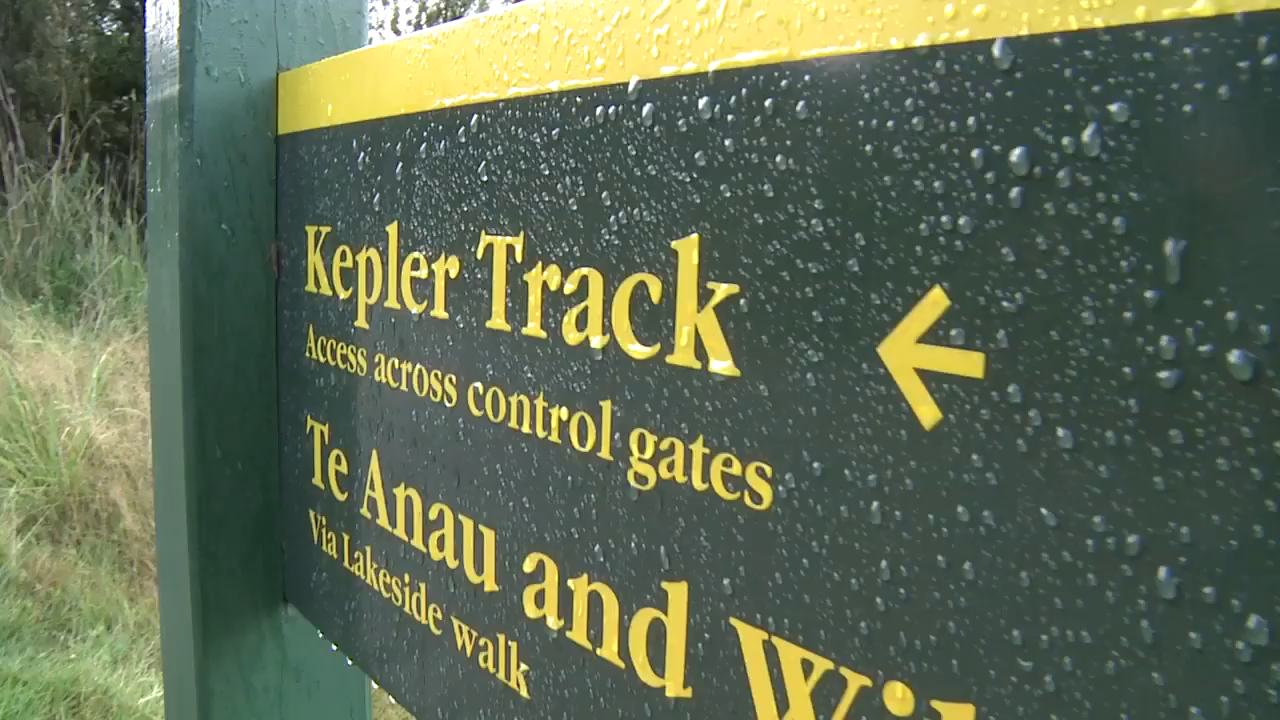 Kepler Track
Access across control gates
Te Anau and
Via Lakeside walk